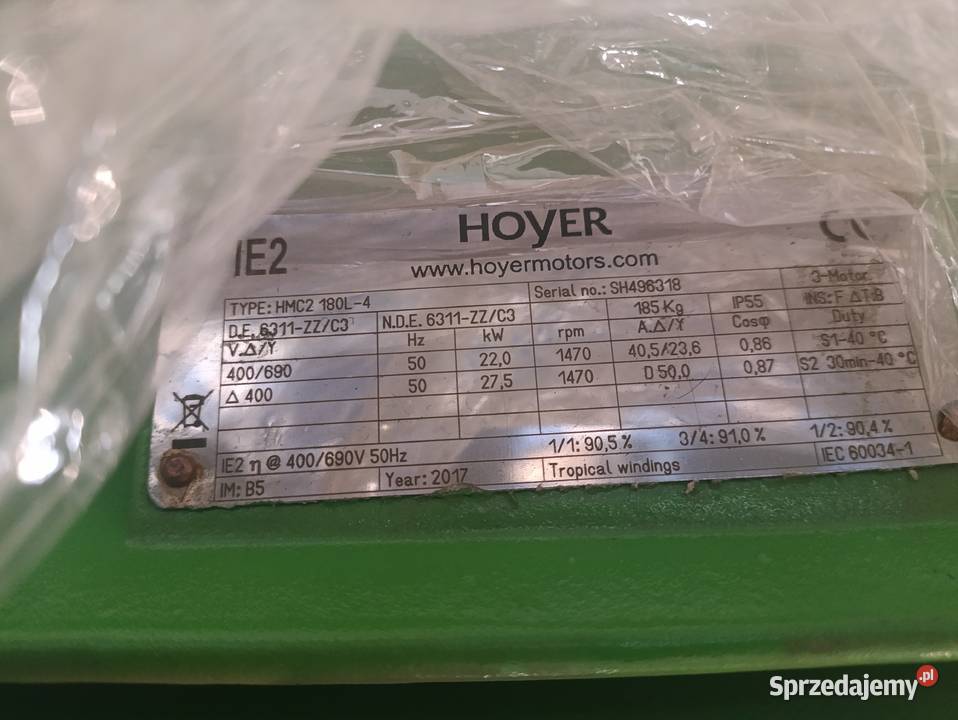 HOYER
IE2
www.hoyermotors.com
TYPE: HMC2 180L-4
Serial no.: SH496318
3~Motor
D.E. 6311-ZZ/C3
N.D.E. 6311-ZZ/C3
185 Kg
IP55
INS: F ΔT:B
V.Δ/Y
Hz
kW
rpm
A.Δ/Y
Cosφ
Duty
400/690
50
22,0
1470
40,5/23,6
0,86
S1-40 °C
Δ 400
50
27,5
1470
D 50,0
0,87
S2 30min-40 °C
IE2 η @ 400/690V 50Hz
1/1: 90,5 %
3/4: 91,0 %
1/2: 90,4 %
IM: B5
Year: 2017
Tropical windings
IEC 60034-1
Sprzedajemy.pl